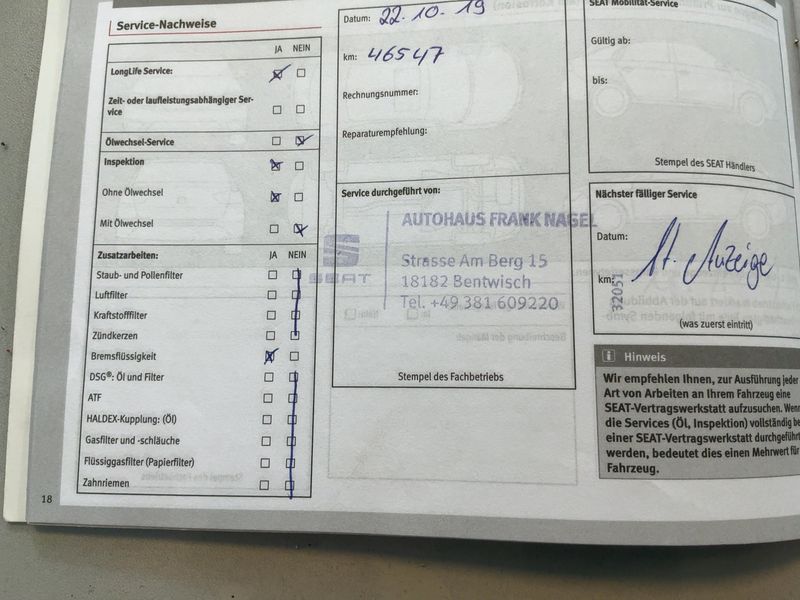 Service-Nachweise
JA NEIN
LongLife Service:
Zeit- oder laufleistungsabhängiger Ser-
vice
Ölwechsel-Service
Inspektion
Ohne Ölwechsel
Mit Ölwechsel
Zusatzarbeiten: JA NEIN
Staub- und Pollenfilter
Luftfilter
Kraftstofffilter
Zündkerzen
Bremsflüssigkeit
DSG®: Öl und Filter
ATF
HALDEX-Kupplung: (Öl)
Gasfilter und -schläuche
Flüssiggasfilter (Papierfilter)
Zahnriemen
18
Datum: 22.10.19
km: 46547
Rechnungsnummer:
Reparaturempfehlung:
Service durchgeführt von:
SEAT
AUTOHAUS FRANK NAGEL
Strasse Am Berg 15
18182 Bentwisch
Tel. +49 381 609220
32051
Stempel des Fachbetriebs
SEAT Mobilität-Service
Gültig ab:
bis:
Stempel des SEAT Händlers
Nächster fälliger Service
Datum:
km:
lt. Anzeige
(was zuerst eintritt)
i Hinweis
Wir empfehlen Ihnen, zur Ausführung jeder
Art von Arbeiten an Ihrem Fahrzeug eine
SEAT-Vertragswerkstatt aufzusuchen. Wenn
die Services (Öl, Inspektion) vollständig be
einer SEAT-Vertragswerkstatt durchgeführt
werden, bedeutet dies einen Mehrwert für
Fahrzeug.